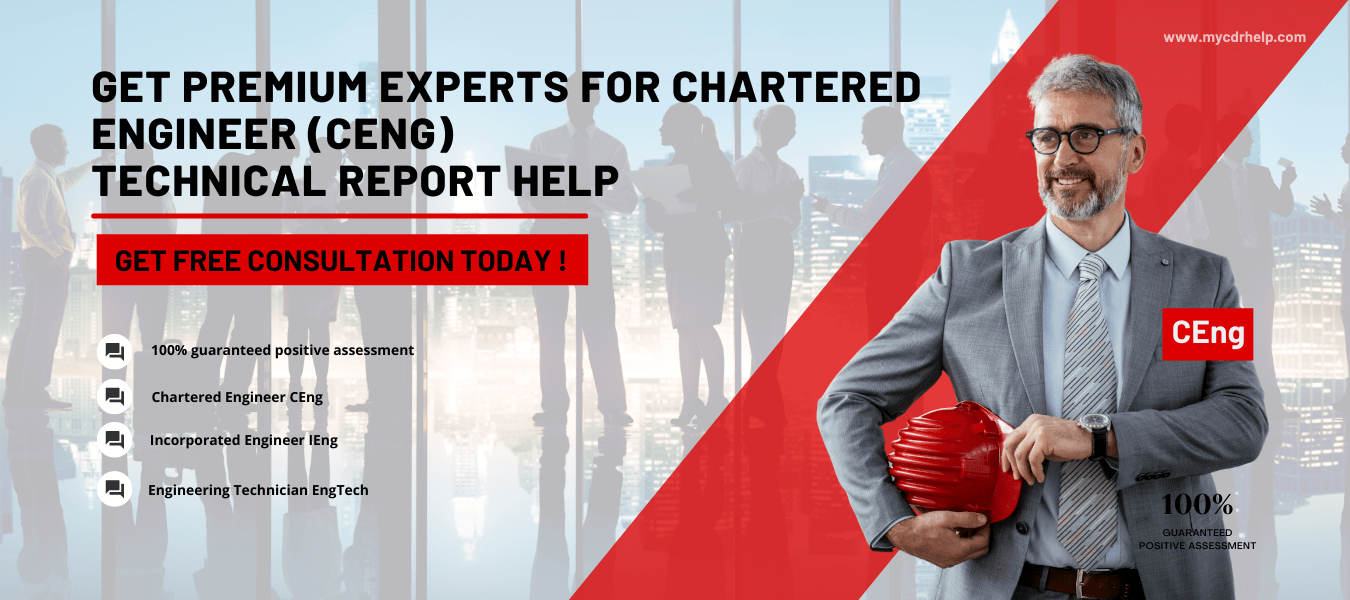 www.mycdrhelp.com
GET PREMIUM EXPERTS FOR CHARTERED
ENGINEER (CENG)
TECHNICAL REPORT HELP
GET FREE CONSULTATION TODAY !
100% guaranteed positive assessment
Chartered Engineer CEng
Incorporated Engineer IEng
Engineering Technician EngTech
CEng
100%
GUARANTEED
POSITIVE ASSESSMENT